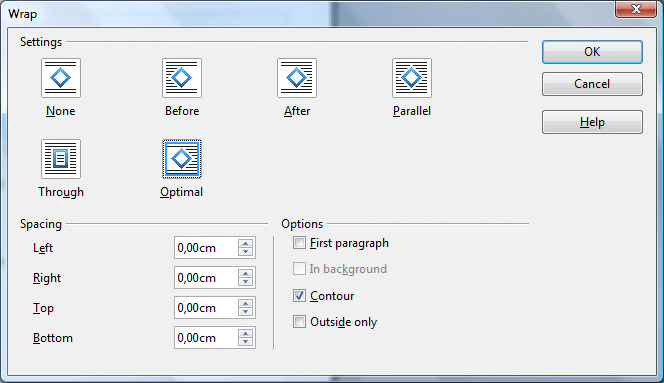 Wrap
Settings
OK
None Before After Parallel
Cancel
Help
Through Optimal
Spacing Options
Left 0,00cm First paragraph
Right 0,00cm In background
Top 0,00cm Contour
Bottom 0,00cm Outside only